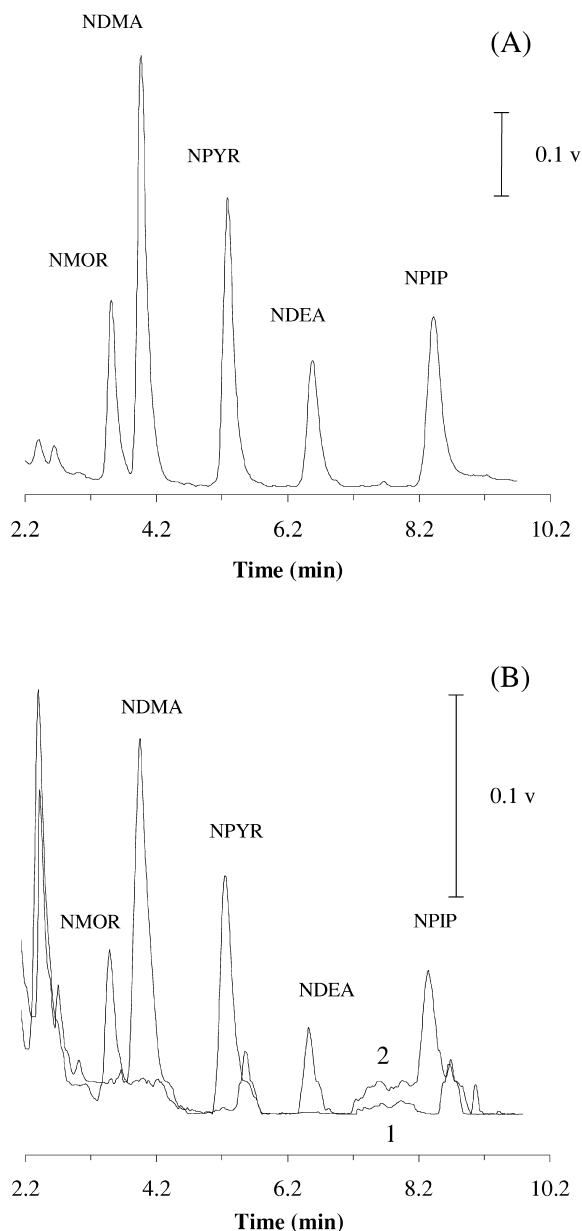 NDMA
(A)
0.1 v
NPYR
NMOR
NPIP
NDEA
2.2 4.2 6.2 8.2 10.2
Time (min)
(B)
NDMA
0.1 v
NPYR
NMOR
NPIP
NDEA
2
1
2.2 4.2 6.2 8.2 10.2
Time (min)